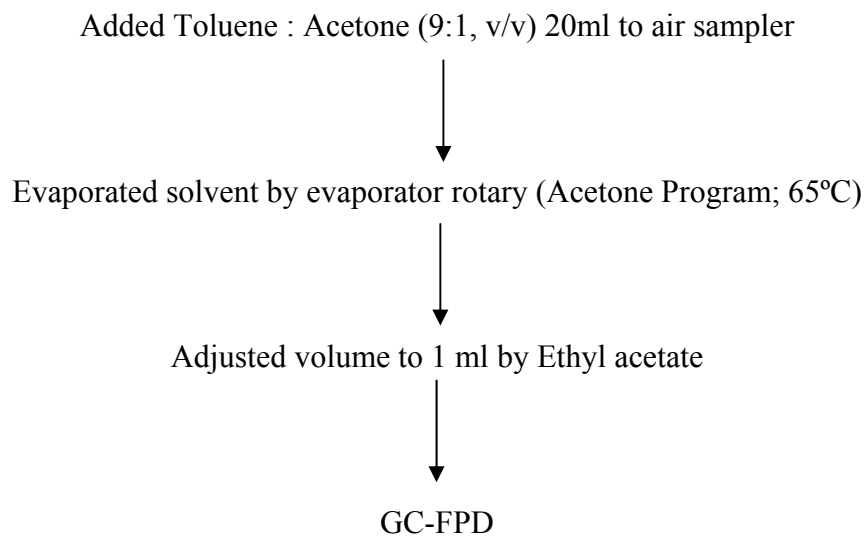 Added Toluene : Acetone (9:1, v/v) 20ml to air sampler
Evaporated solvent by evaporator rotary (Acetone Program; 65ºC)
Adjusted volume to 1 ml by Ethyl acetate
GC-FPD